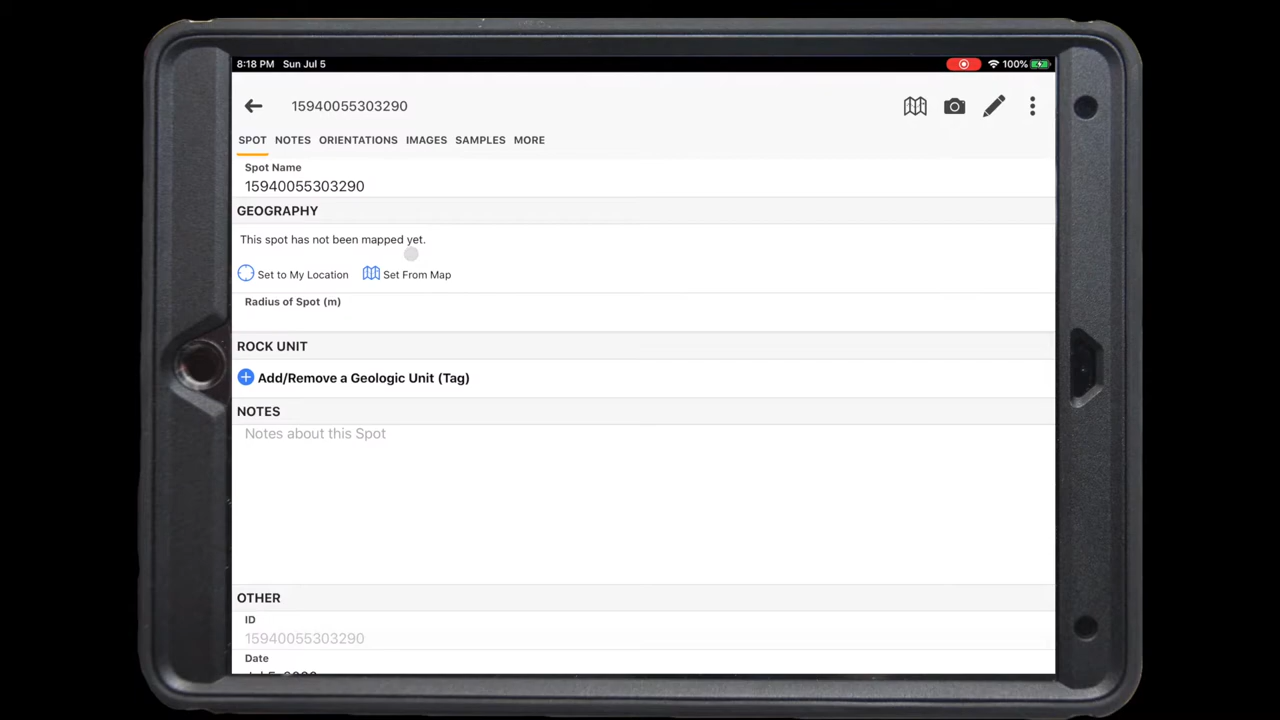 8:18 PM Sun Jul 5 100%
15940055303290
SPOT NOTES ORIENTATIONS IMAGES SAMPLES MORE
Spot Name
15940055303290
GEOGRAPHY
This spot has not been mapped yet.
Set to My Location Set From Map
Radius of Spot (m)
ROCK UNIT
Add/Remove a Geologic Unit (Tag)
NOTES
Notes about this Spot
OTHER
ID
15940055303290
Date